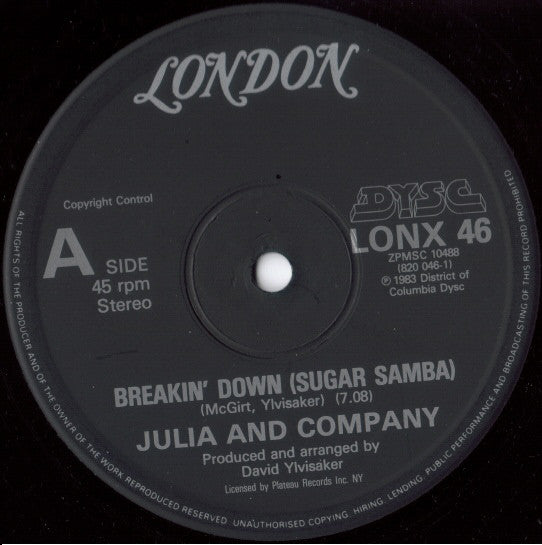 LONDON
Copyright Control
DYSC
A SIDE
LONX 46
45 rpm
Stereo
ZPMSC 10488
(820 046-1)
℗ 1983 District of
Columbia Dysc
BREAKIN' DOWN (SUGAR SAMBA)
(McGirt, Ylvisaker) (7.08)
JULIA AND COMPANY
Produced and arranged by
David Ylvisaker
Licensed by Plateau Records Inc. NY
ALL RIGHTS OF THE PRODUCER AND OF THE OWNER OF THE WORK REPRODUCED RESERVED. UNAUTHORISED COPYING, HIRING, LENDING, PUBLIC PERFORMANCE AND BROADCASTING OF THIS RECORD PROHIBITED